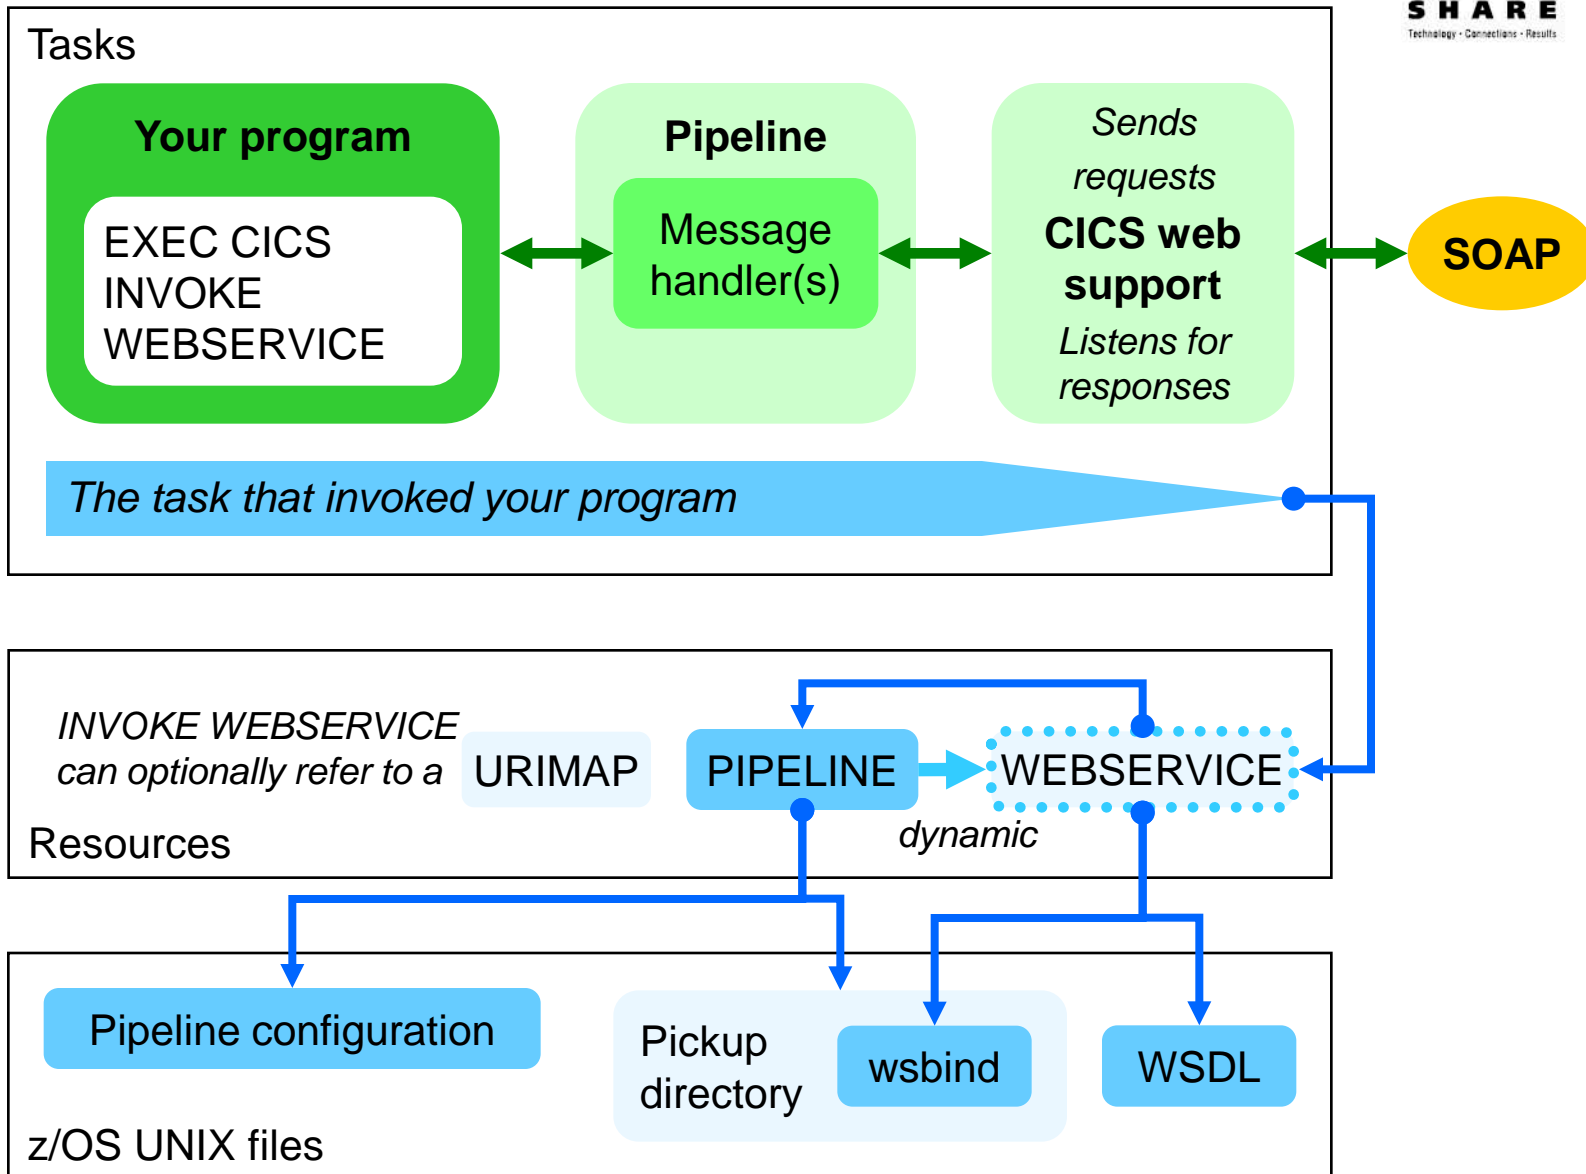 SHARE
Technology · Connections · Results
Tasks
Your program
EXEC CICS
INVOKE
WEBSERVICE
Pipeline
Message
handler(s)
Sends
requests
CICS web
support
Listens for
responses
SOAP
The task that invoked your program
INVOKE WEBSERVICE
can optionally refer to a
URIMAP
PIPELINE
WEBSERVICE
dynamic
Resources
Pipeline configuration
Pickup
directory
wsbind
WSDL
z/OS UNIX files